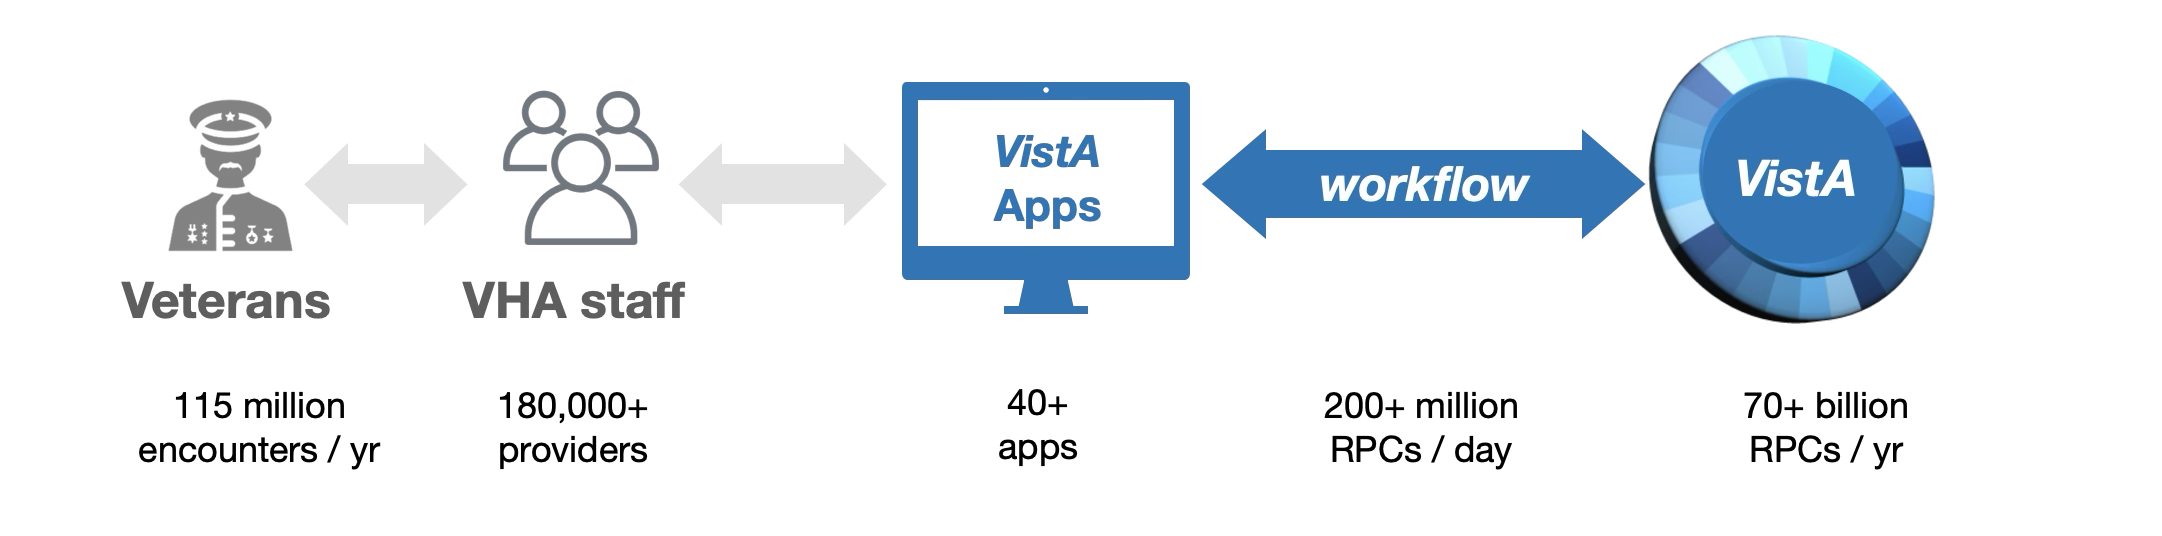 VistA
Apps
workflow
VistA
Veterans
VHA staff
115 million
encounters / yr
180,000+
providers
40+
apps
200+ million
RPCs / day
70+ billion
RPCs / yr